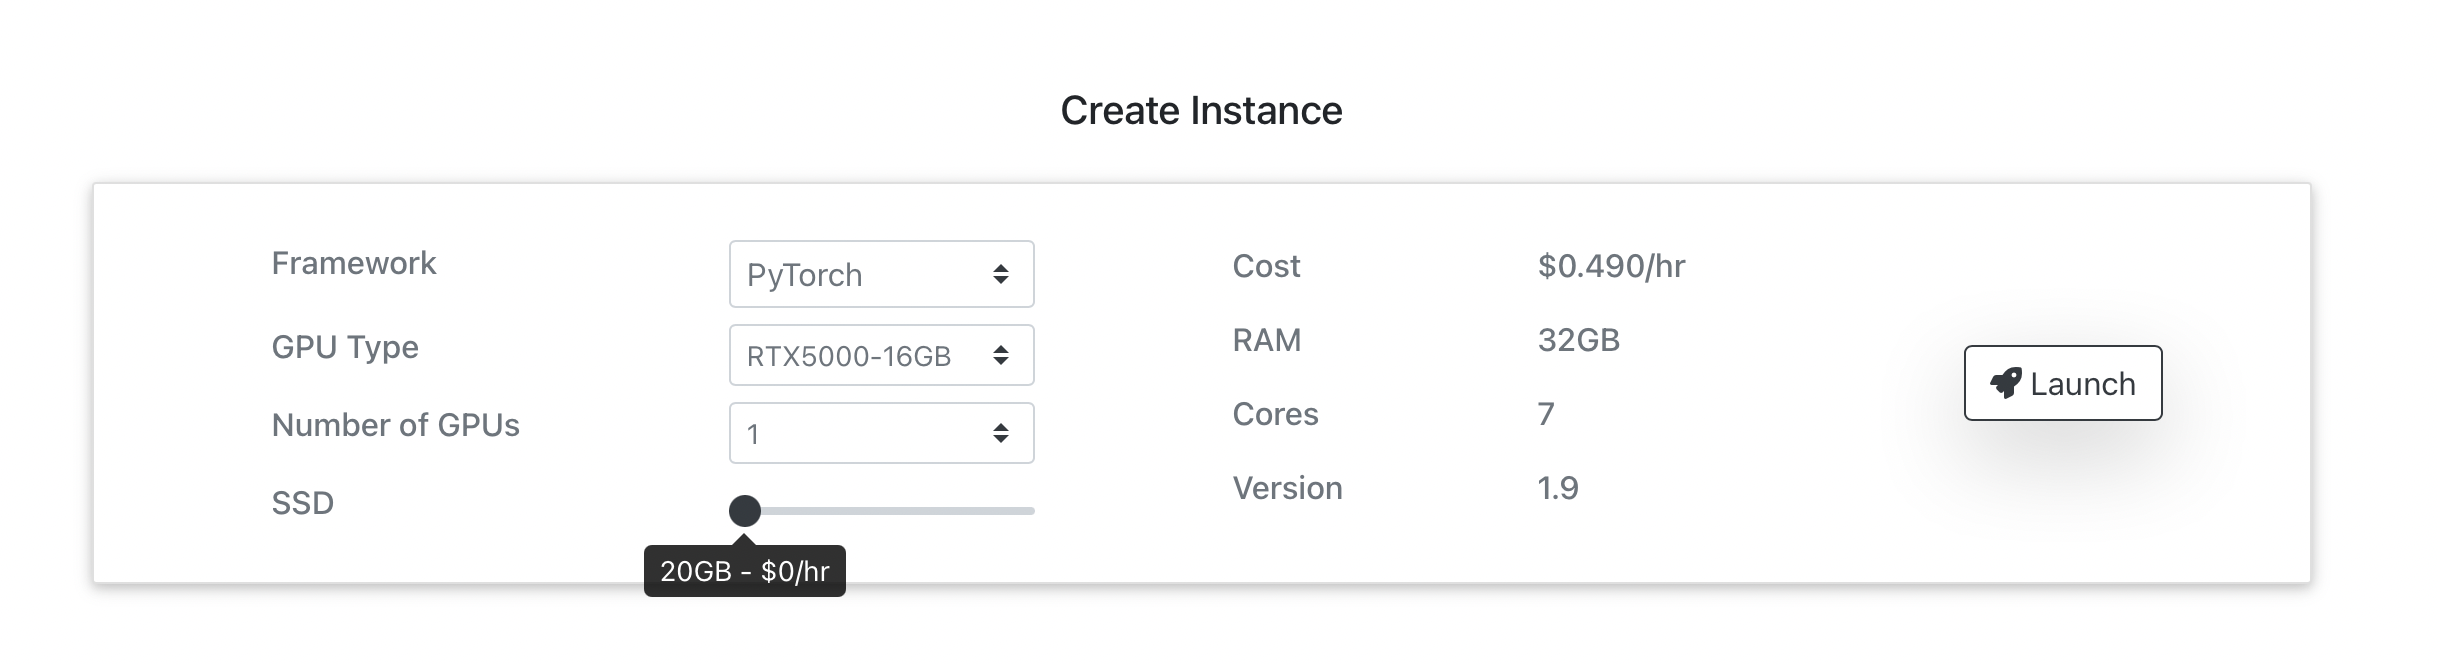 Create Instance
Framework
PyTorch
GPU Type
RTX5000-16GB
Number of GPUs
1
SSD
20GB - $0/hr
Cost
$0.490/hr
RAM
32GB
Cores
7
Version
1.9
Launch